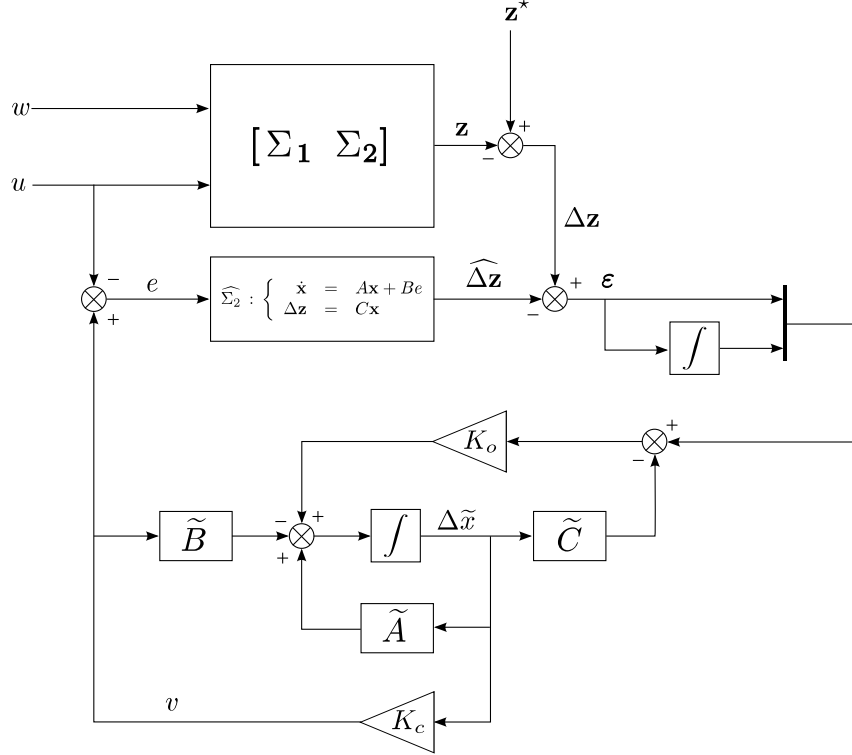 z⋆
w
[ Σ₁ Σ₂ ]
z
+
−
u
Δz
−
e
+
Σ̂₂ : { ẋ = Ax + Be
Δz = Cx
Δ̂z
−
+
ε
∫
K_o
+
−
B̃
−
+
+
∫
Δx̃
C̃
Ã
v
K_c